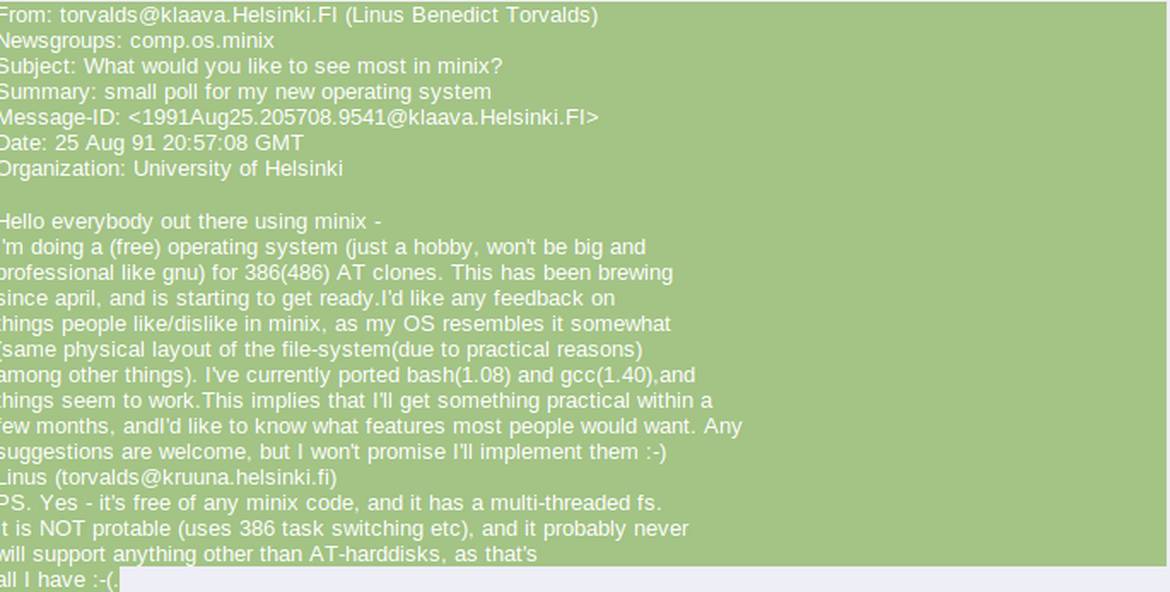 From: torvalds@klaava.Helsinki.FI (Linus Benedict Torvalds)
Newsgroups: comp.os.minix
Subject: What would you like to see most in minix?
Summary: small poll for my new operating system
Message-ID: <1991Aug25.205708.9541@klaava.Helsinki.FI>
Date: 25 Aug 91 20:57:08 GMT
Organization: University of Helsinki
Hello everybody out there using minix -
I'm doing a (free) operating system (just a hobby, won't be big and
professional like gnu) for 386(486) AT clones. This has been brewing
since april, and is starting to get ready.I'd like any feedback on
things people like/dislike in minix, as my OS resembles it somewhat
(same physical layout of the file-system(due to practical reasons)
among other things). I've currently ported bash(1.08) and gcc(1.40),and
things seem to work.This implies that I'll get something practical within a
few months, andI'd like to know what features most people would want. Any
suggestions are welcome, but I won't promise I'll implement them :-)
Linus (torvalds@kruuna.helsinki.fi)
PS. Yes - it's free of any minix code, and it has a multi-threaded fs.
It is NOT protable (uses 386 task switching etc), and it probably never
will support anything other than AT-harddisks, as that's
all I have :-(.